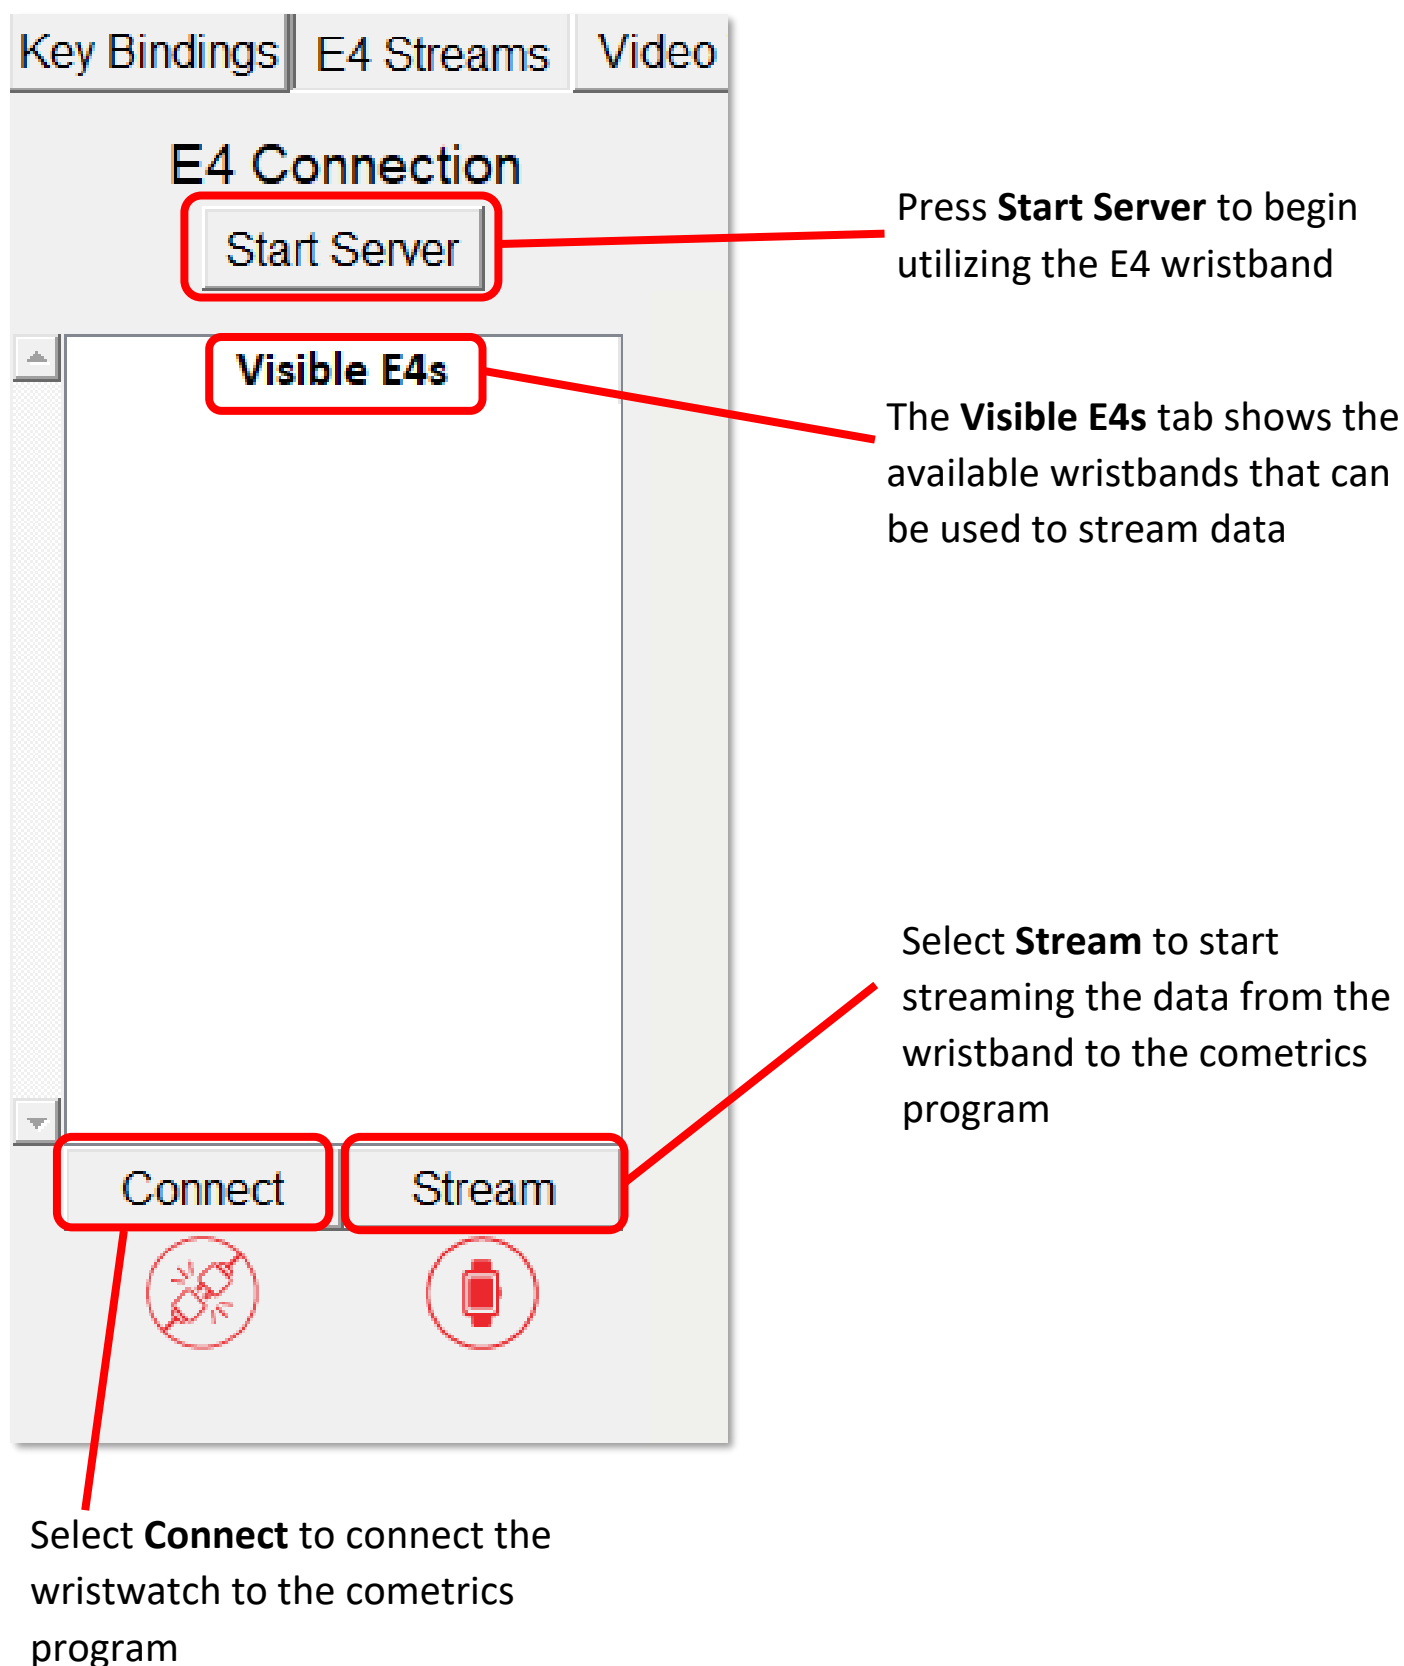 Key Bindings E4 Streams Video
E4 Connection
Start Server
Press Start Server to begin
utilizing the E4 wristband
Visible E4s
The Visible E4s tab shows the
available wristbands that can
be used to stream data
Select Stream to start
streaming the data from the
wristband to the cometrics
program
Connect Stream
Select Connect to connect the
wristwatch to the cometrics
program